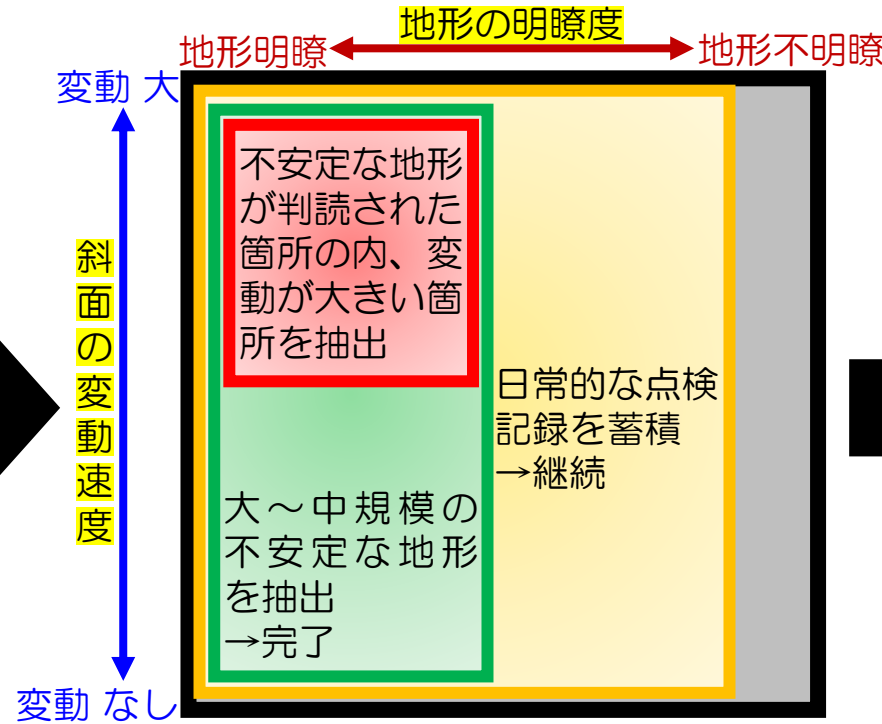 地形の明瞭度
地形明瞭
地形不明瞭
変動 大
斜面の変動速度
変動 なし
不安定な地形
が判読された
箇所の内、変
動が大きい箇
所を抽出
大～中規模の
不安定な地形
を抽出
→完了
日常的な点検
記録を蓄積
→継続